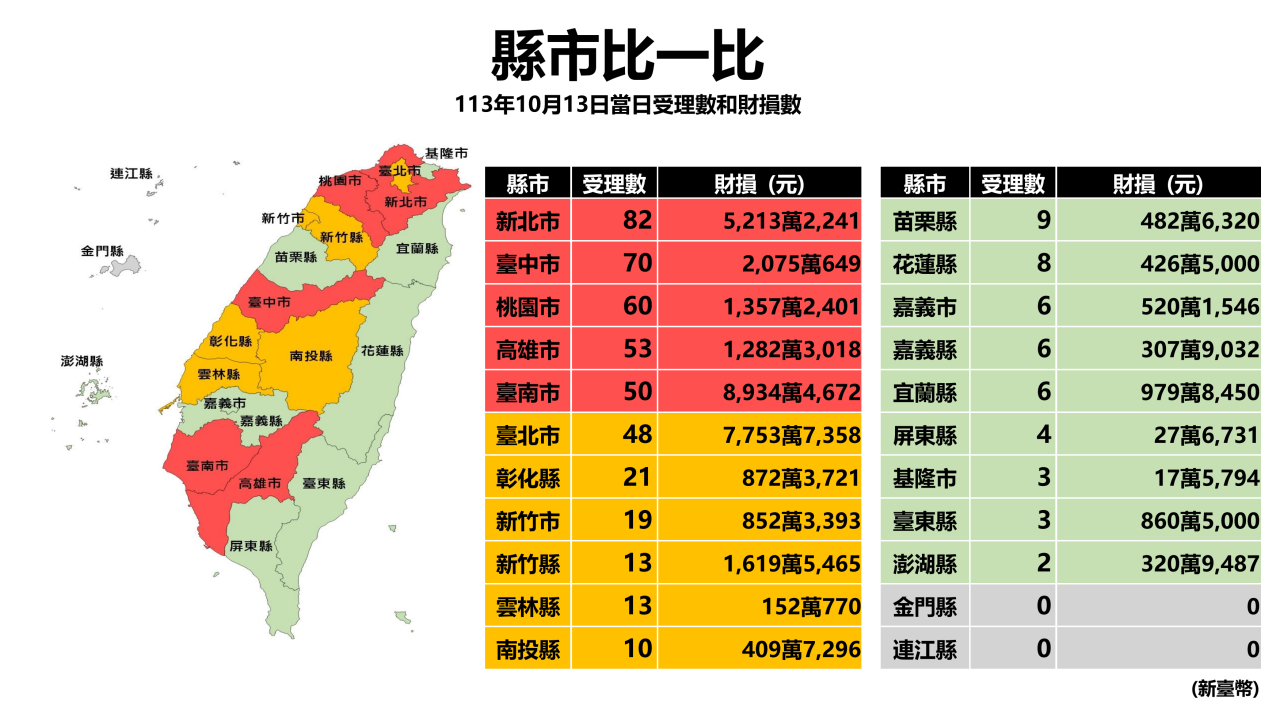 縣市比一比
113年10月13日當日受理數和財損數
基隆市
連江縣
臺北市
桃園市
新北市
新竹市
新竹縣
金門縣
宜蘭縣
苗栗縣
臺中市
彰化縣
南投縣
花蓮縣
澎湖縣
雲林縣
嘉義市
嘉義縣
臺南市
高雄市
臺東縣
屏東縣
縣市 受理數 財損 (元)
新北市 82 5,213萬2,241
臺中市 70 2,075萬649
桃園市 60 1,357萬2,401
高雄市 53 1,282萬3,018
臺南市 50 8,934萬4,672
臺北市 48 7,753萬7,358
彰化縣 21 872萬3,721
新竹市 19 852萬3,393
新竹縣 13 1,619萬5,465
雲林縣 13 152萬770
南投縣 10 409萬7,296
縣市 受理數 財損 (元)
苗栗縣 9 482萬6,320
花蓮縣 8 426萬5,000
嘉義市 6 520萬1,546
嘉義縣 6 307萬9,032
宜蘭縣 6 979萬8,450
屏東縣 4 27萬6,731
基隆市 3 17萬5,794
臺東縣 3 860萬5,000
澎湖縣 2 320萬9,487
金門縣 0 0
連江縣 0 0
(新臺幣)